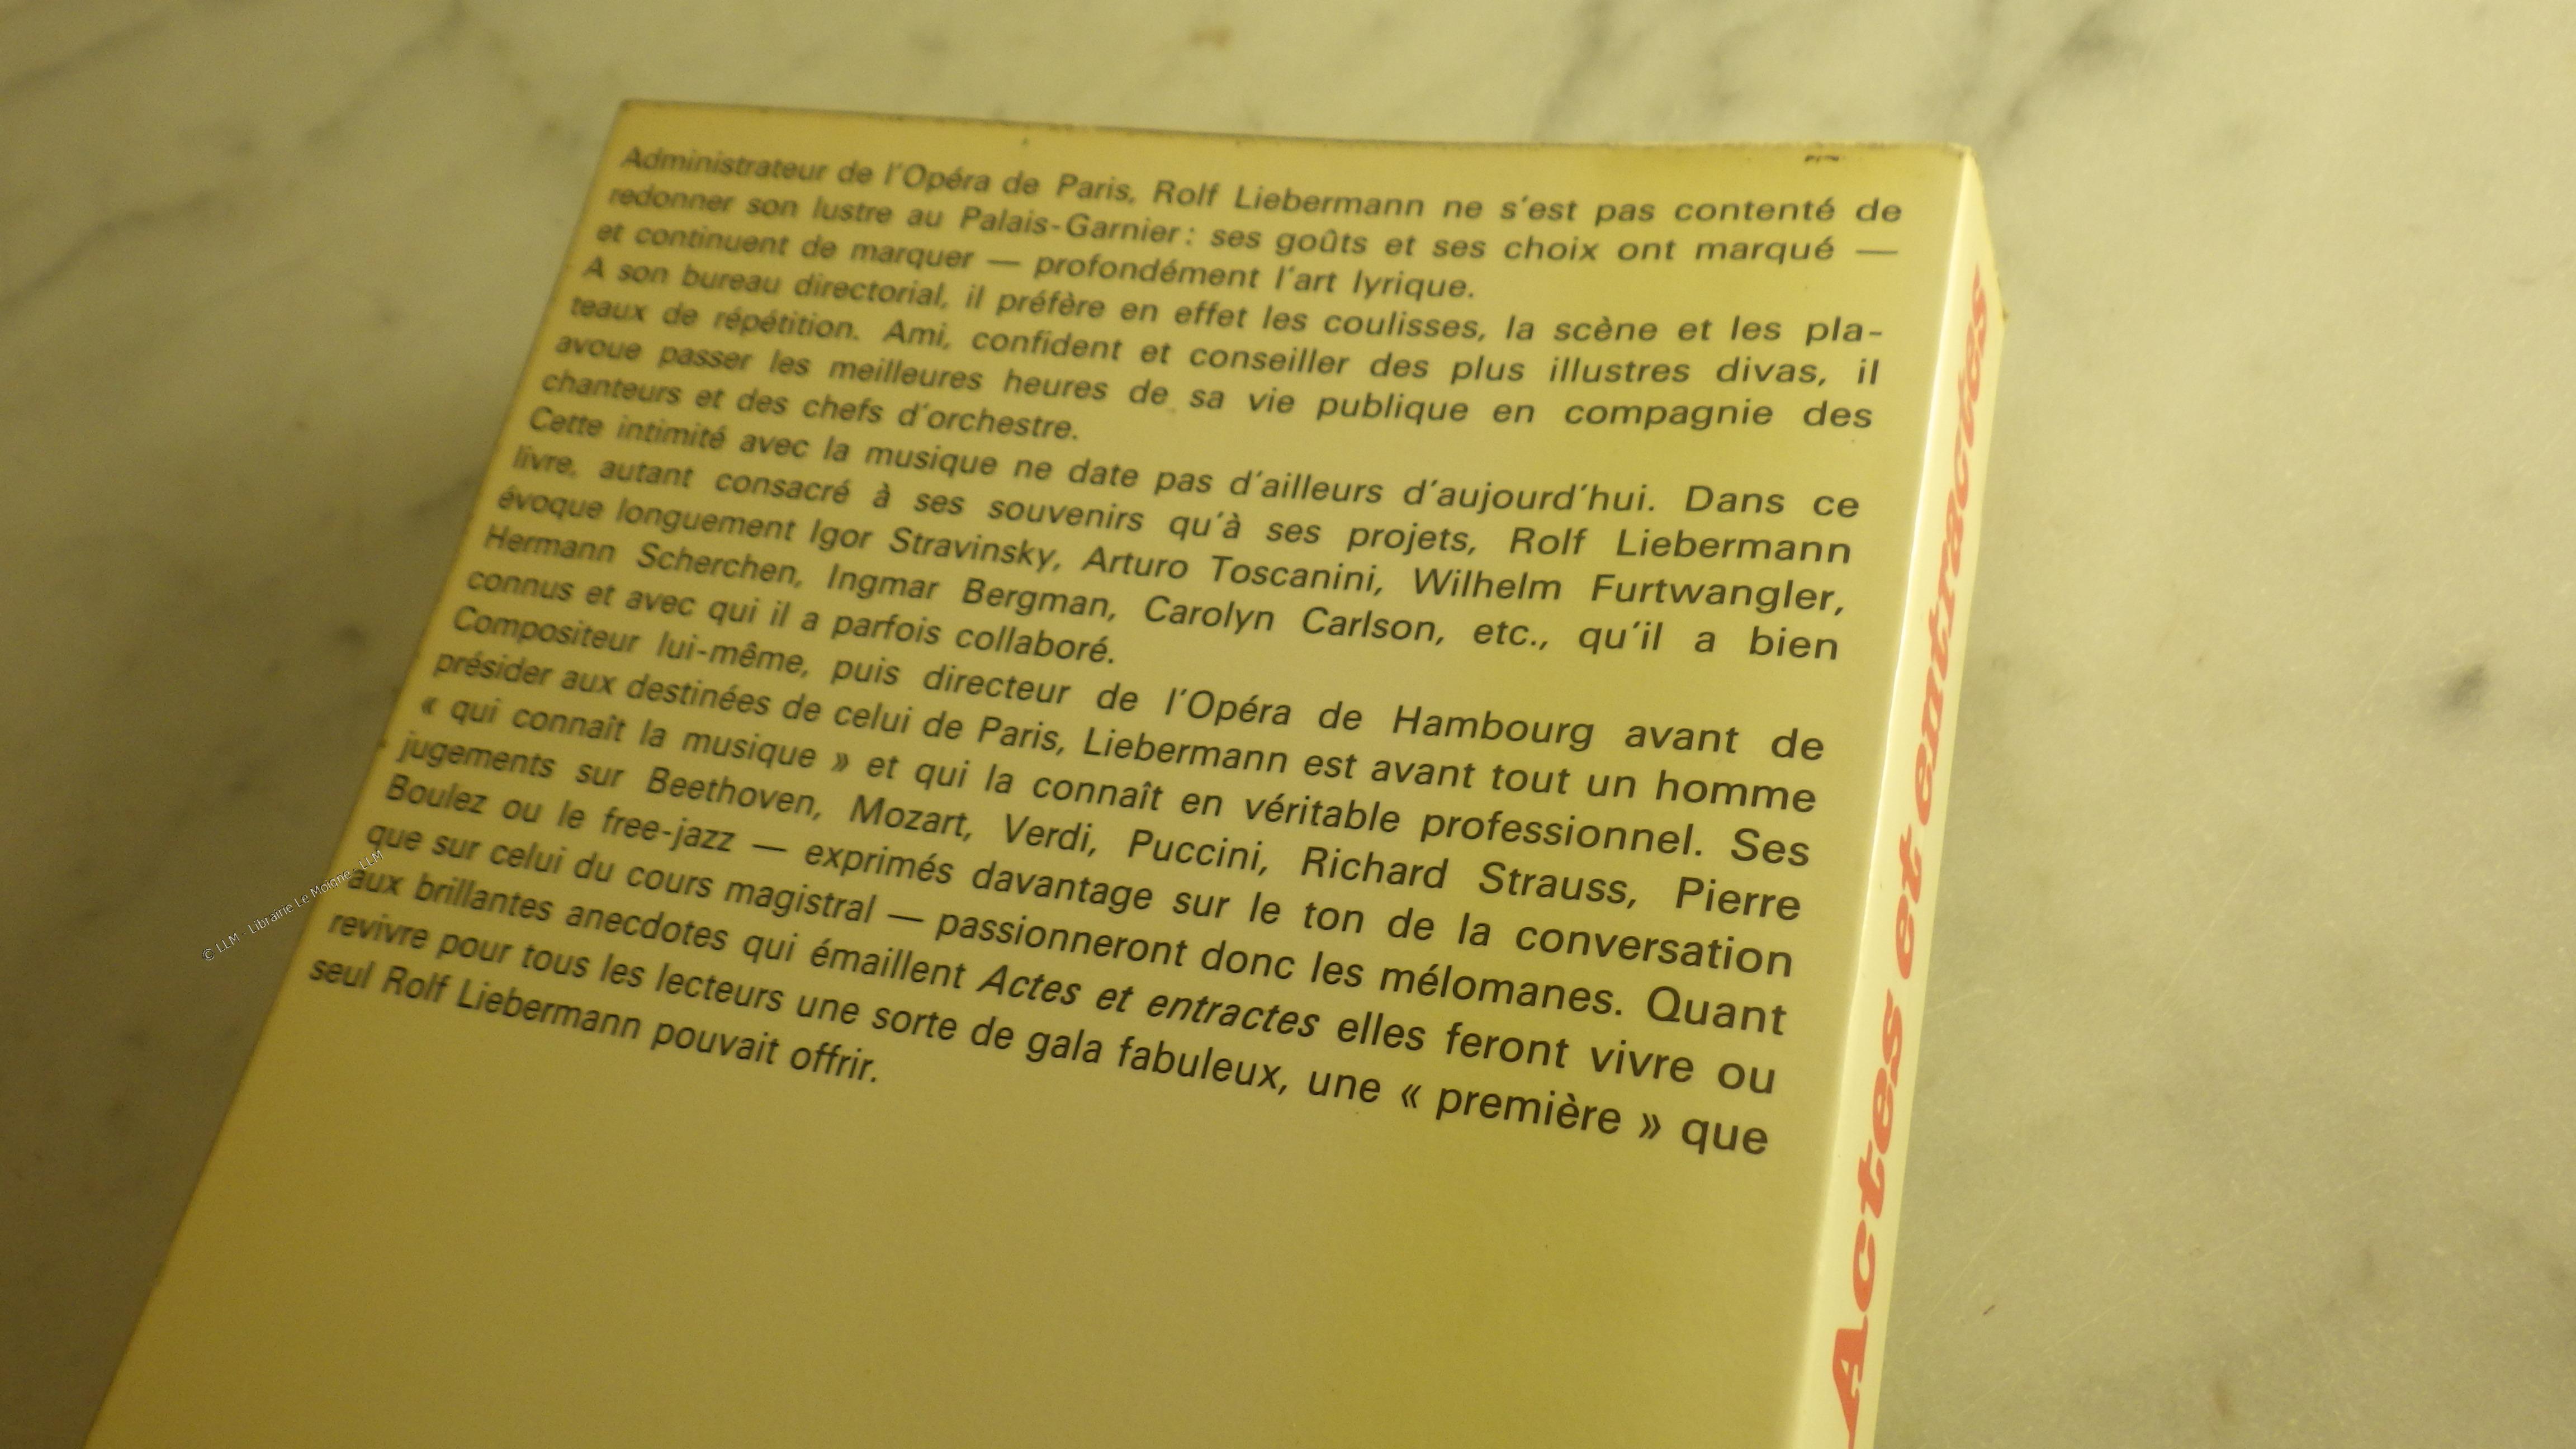 Administrateur de l'Opéra de Paris, Rolf Liebermann ne s'est pas contenté de
redonner son lustre au Palais-Garnier : ses goûts et ses choix ont marqué —
et continuent de marquer — profondément l'art lyrique.
A son bureau directorial, il préfère en effet les coulisses, la scène et les pla-
teaux de répétition. Ami, confident et conseiller des plus illustres divas, il
avoue passer les meilleures heures de sa vie publique en compagnie des
chanteurs et des chefs d'orchestre.
Cette intimité avec la musique ne date pas d'ailleurs d'aujourd'hui. Dans ce
livre, autant consacré à ses souvenirs qu'à ses projets, Rolf Liebermann
évoque longuement Igor Stravinsky, Arturo Toscanini, Wilhelm Furtwangler,
Hermann Scherchen, Ingmar Bergman, Carolyn Carlson, etc., qu'il a bien
connus et avec qui il a parfois collaboré.
Compositeur lui-même, puis directeur de l'Opéra de Hambourg avant de
présider aux destinées de celui de Paris, Liebermann est avant tout un homme
« qui connaît la musique » et qui la connaît en véritable professionnel. Ses
jugements sur Beethoven, Mozart, Verdi, Puccini, Richard Strauss, Pierre
Boulez ou le free-jazz — exprimés davantage sur le ton de la conversation
que sur celui du cours magistral — passionneront donc les mélomanes. Quant
aux brillantes anecdotes qui émaillent Actes et entractes elles feront vivre ou
revivre pour tous les lecteurs une sorte de gala fabuleux, une « première » que
seul Rolf Liebermann pouvait offrir.
Actes et entractes
© LLM - Librairie Le Moigne - LLM